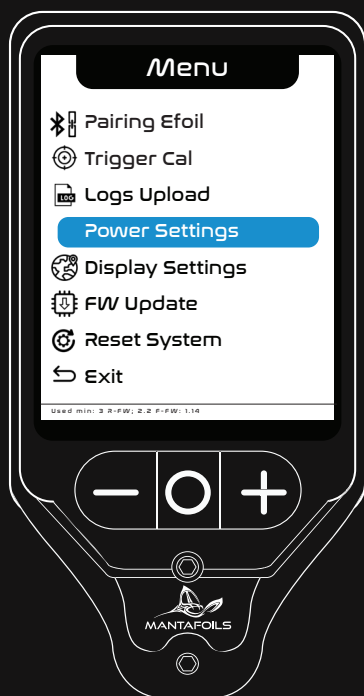 Menu
Pairing Efoil
Trigger Cal
LOG Logs Upload
Power Settings
Display Settings
FW Update
Reset System
Exit
Used min: 3 R-FW; 2.2 F-FW: 1.14
MANTAFOILS